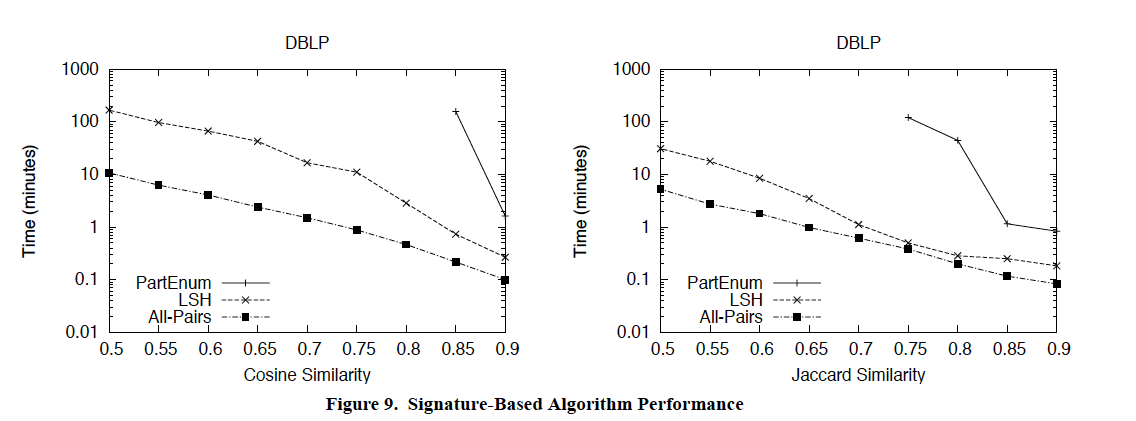 DBLP
1000
100
10
1
0.1
0.01
Time (minutes)
PartEnum
LSH
All-Pairs
0.5 0.55 0.6 0.65 0.7 0.75 0.8 0.85 0.9
Cosine Similarity
DBLP
1000
100
10
1
0.1
0.01
Time (minutes)
PartEnum
LSH
All-Pairs
0.5 0.55 0.6 0.65 0.7 0.75 0.8 0.85 0.9
Jaccard Similarity
Figure 9. Signature-Based Algorithm Performance